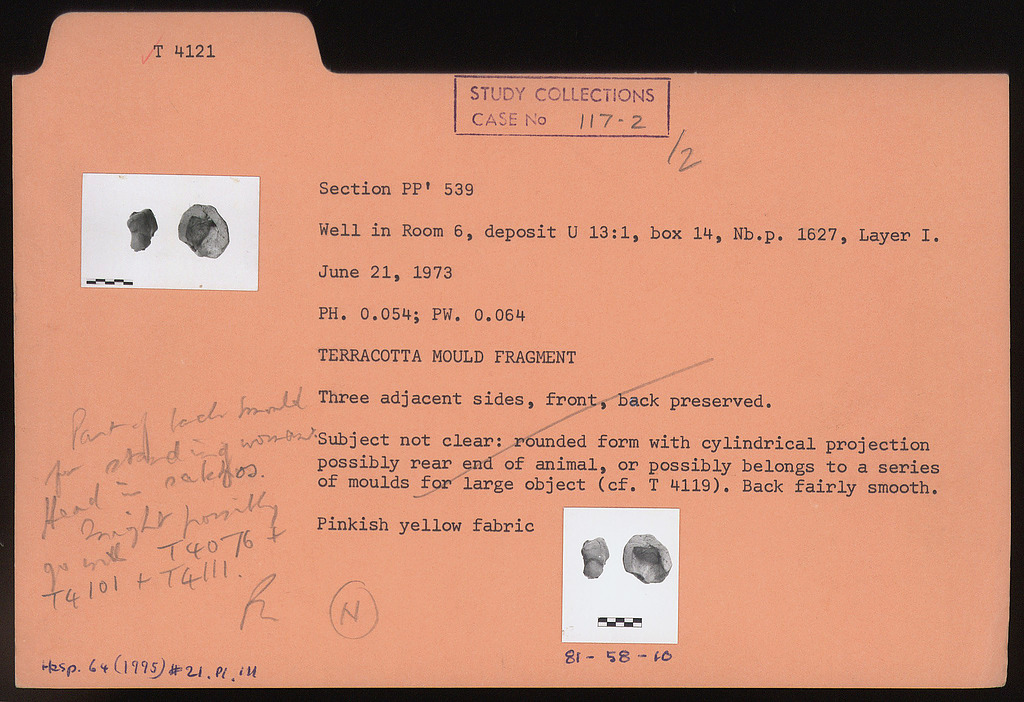 T 4121
STUDY COLLECTIONS
CASE No 117-2
1/2
Section PP' 539
Well in Room 6, deposit U 13:1, box 14, Nb.p. 1627, Layer I.
June 21, 1973
PH. 0.054; PW. 0.064
TERRACOTTA MOULD FRAGMENT
Three adjacent sides, front, back preserved.
Subject not clear: rounded form with cylindrical projection
possibly rear end of animal, or possibly belongs to a series
of moulds for large object (cf. T 4119). Back fairly smooth.
Pinkish yellow fabric
Part of back mould
for standing woman.
Head in sakkos.
Might possibly
go with T4076 +
T4101 + T4111.
N
Hesp. 64 (1995) #21. Pl.
81-58-10